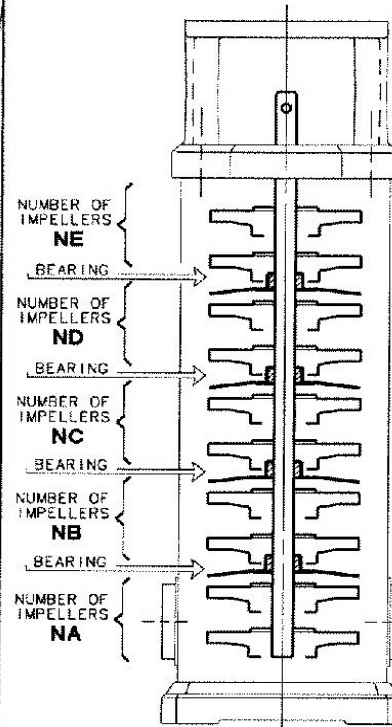 NUMBER OF
IMPELLERS
NE
BEARING
NUMBER OF
IMPELLERS
ND
BEARING
NUMBER OF
IMPELLERS
NC
BEARING
NUMBER OF
IMPELLERS
NB
BEARING
NUMBER OF
IMPELLERS
NA